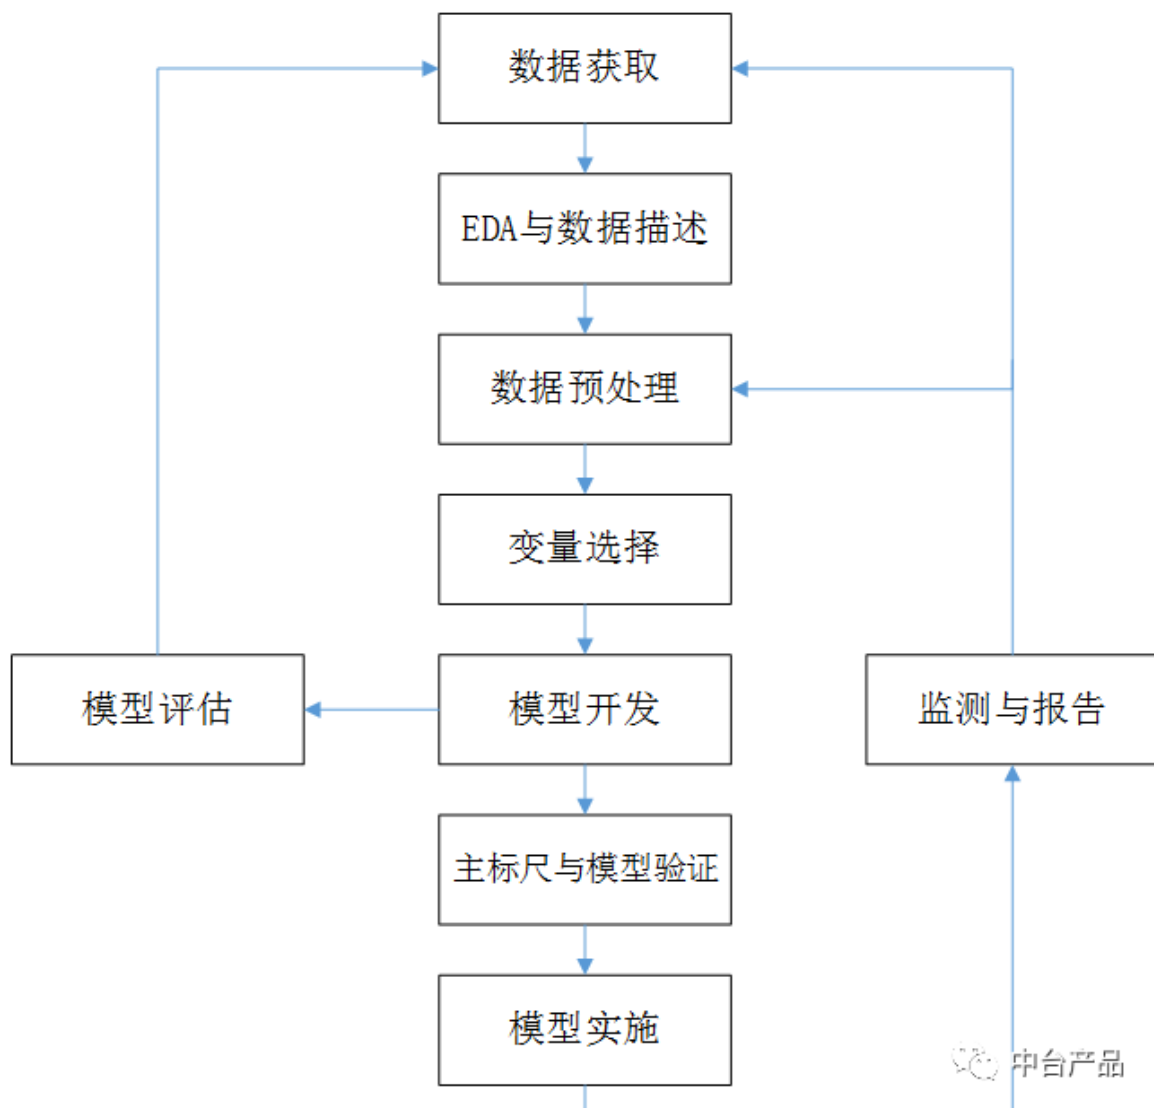 数据获取
EDA与数据描述
数据预处理
变量选择
模型评估
模型开发
监测与报告
主标尺与模型验证
模型实施
中台产品